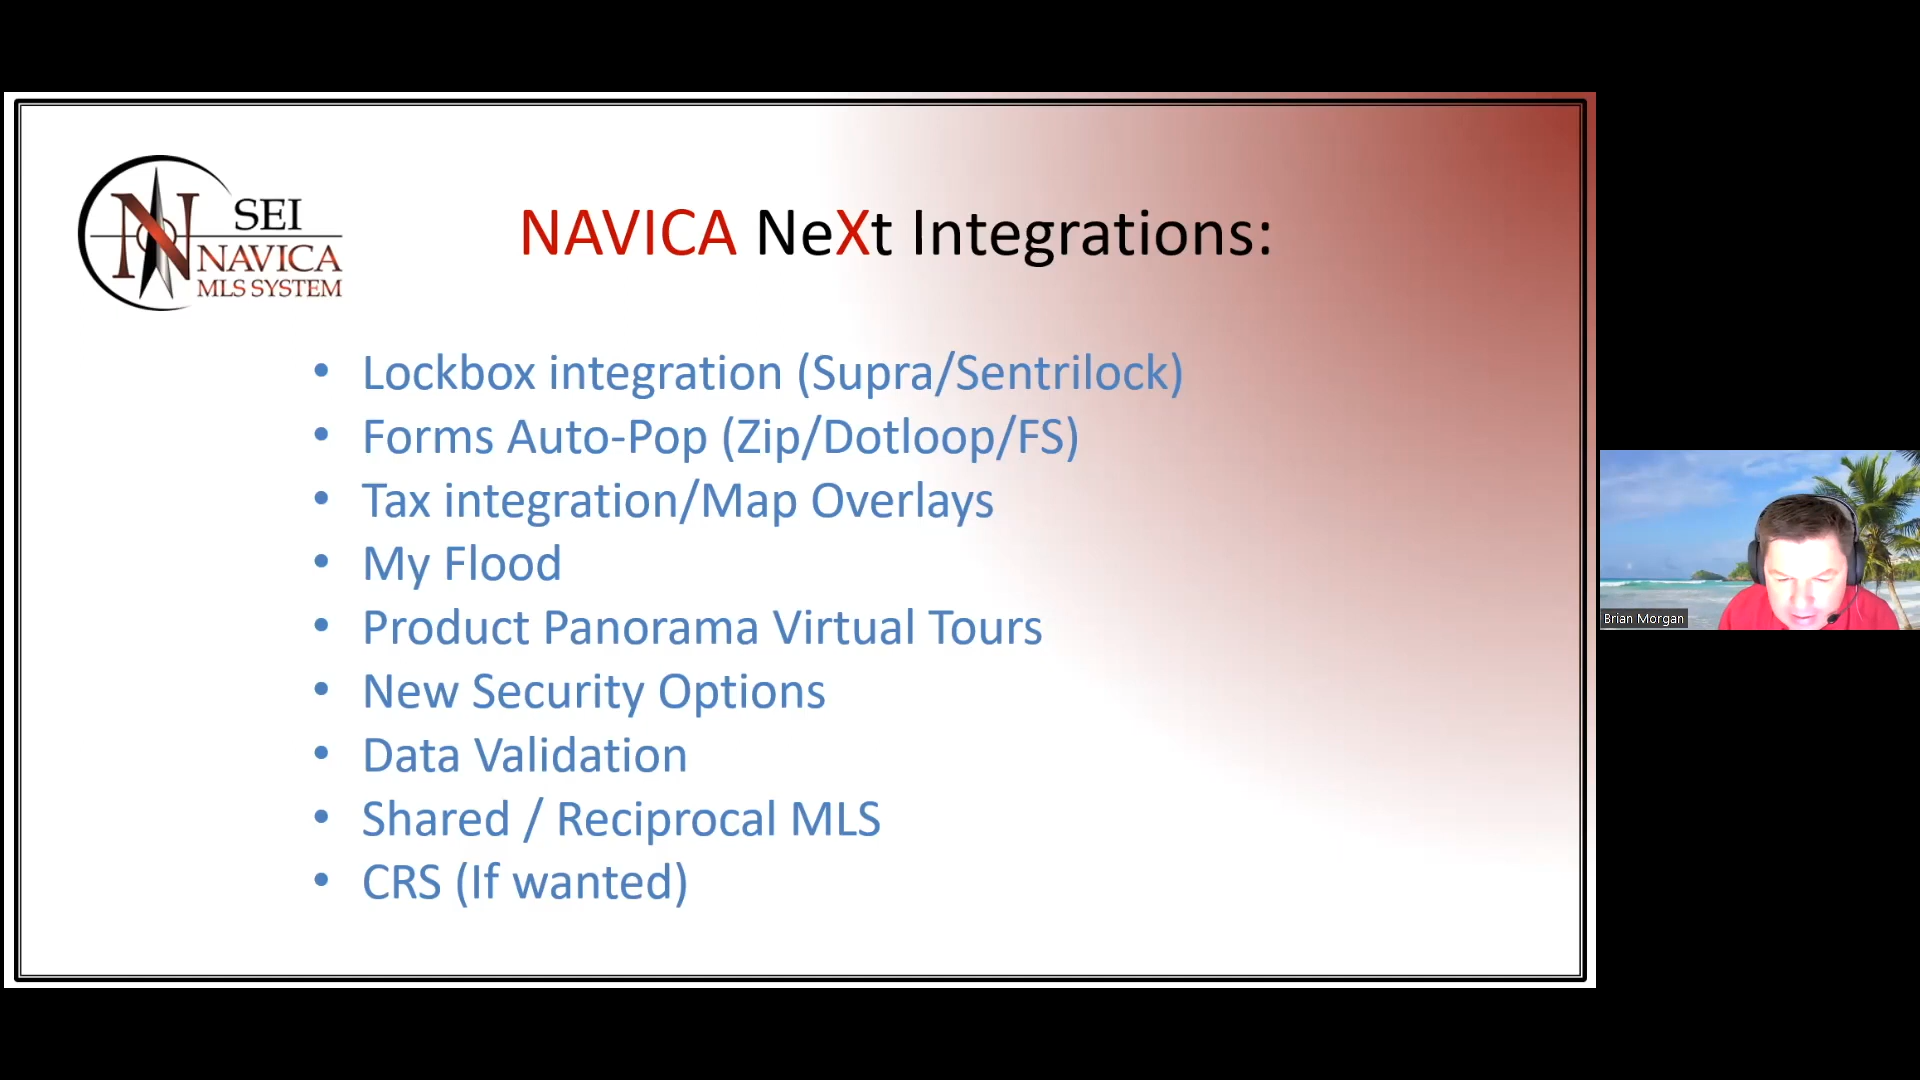 SEI
NAVICA
MLS SYSTEM
NAVICA NeXt Integrations:
• Lockbox integration (Supra/Sentrilock)
• Forms Auto-Pop (Zip/Dotloop/FS)
• Tax integration/Map Overlays
• My Flood
• Product Panorama Virtual Tours
• New Security Options
• Data Validation
• Shared / Reciprocal MLS
• CRS (If wanted)
Brian Morgan